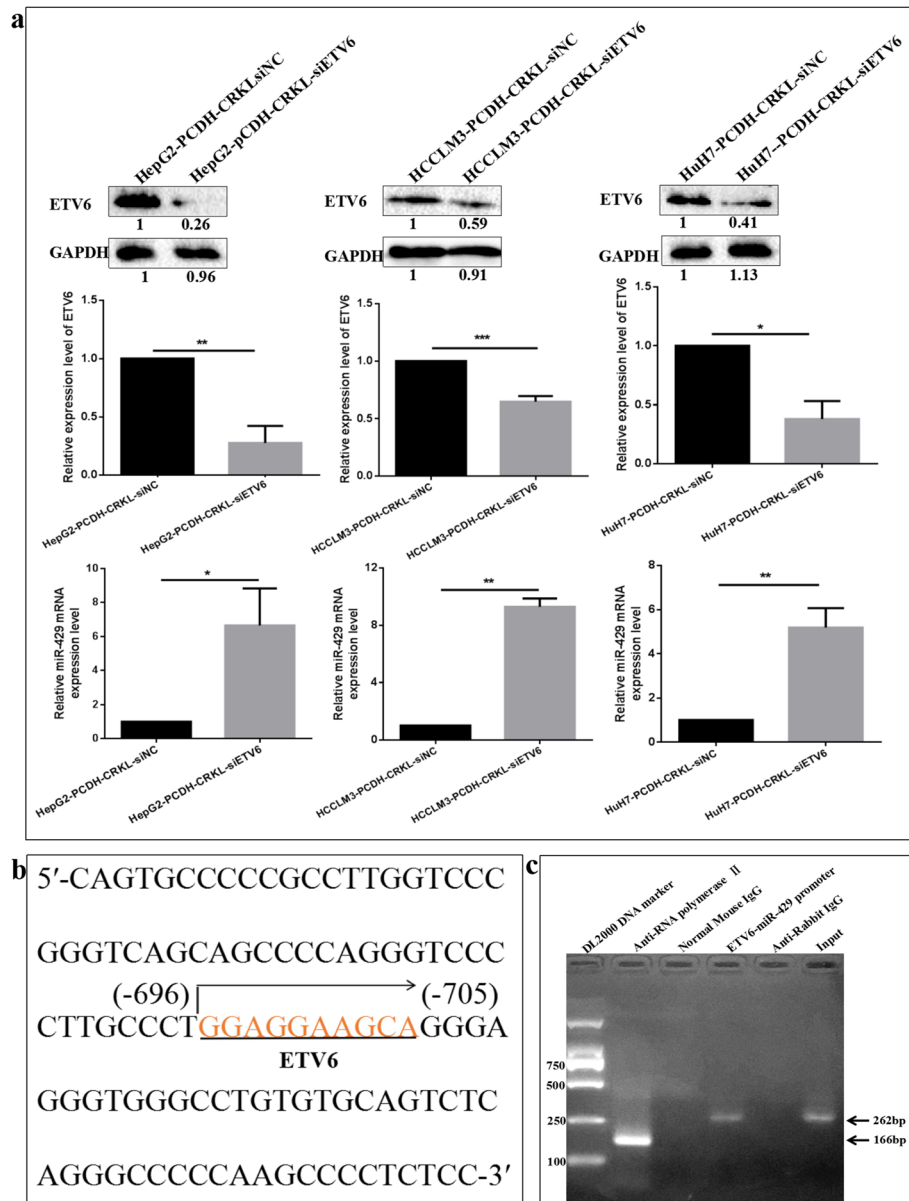 a
HepG2-PCDH-CRKLsiNC
HepG2-pCDH-CRKL-siETV6
ETV6
1 0.26
GAPDH
1 0.96
HCCLM3-PCDH-CRKL-siNC
HCCLM3-PCDH-CRKL-siETV6
ETV6
1 0.59
GAPDH
1 0.91
HuH7-PCDH-CRKL-siNC
HuH7--PCDH-CRKL-siETV6
ETV6
1 0.41
GAPDH
1 1.13
Relative expression level of ETV6
1.5
1.0
0.5
0.0
**
HepG2-PCDH-CRKL-siNC
HepG2-PCDH-CRKL-siETV6
Relative expression level of ETV6
1.5
1.0
0.5
0.0
***
HCCLM3-PCDH-CRKL-siNC
HCCLM3-PCDH-CRKL-siETV6
Relative expression level of ETV6
1.5
1.0
0.5
0.0
*
HuH7-PCDH-CRKL-siNC
HuH7-PCDH-CRKL-siETV6
Relative miR-429 mRNA
expression level
10
8
6
4
2
0
*
HepG2-PCDH-CRKL-siNC
HepG2-PCDH-CRKL-siETV6
Relative miR-429 mRNA
expression level
12
8
4
0
**
HCCLM3-PCDH-CRKL-siNC
HCCLM3-PCDH-CRKL-siETV6
Relative miR-429 mRNA
expression level
8
6
4
2
0
**
HuH7-PCDH-CRKL-siNC
HuH7-PCDH-CRKL-siETV6
b
5′-CAGTGCCCCCGCCTTGGTCCC
GGGTCAGCAGCCCCAGGGTCCC
(-696) (-705)
CTTGCCCTGGAGGAAGCAGGGA
ETV6
GGGTGGGCCTGTGTGCAGTCTC
AGGGCCCCCAAGCCCCTCTCC-3′
c
DL2000 DNA marker
Anti-RNA polymerase Ⅱ
Normal Mouse IgG
ETV6-miR-429 promoter
Anti-Rabbit IgG
Input
750
500
250
100
262bp
166bp